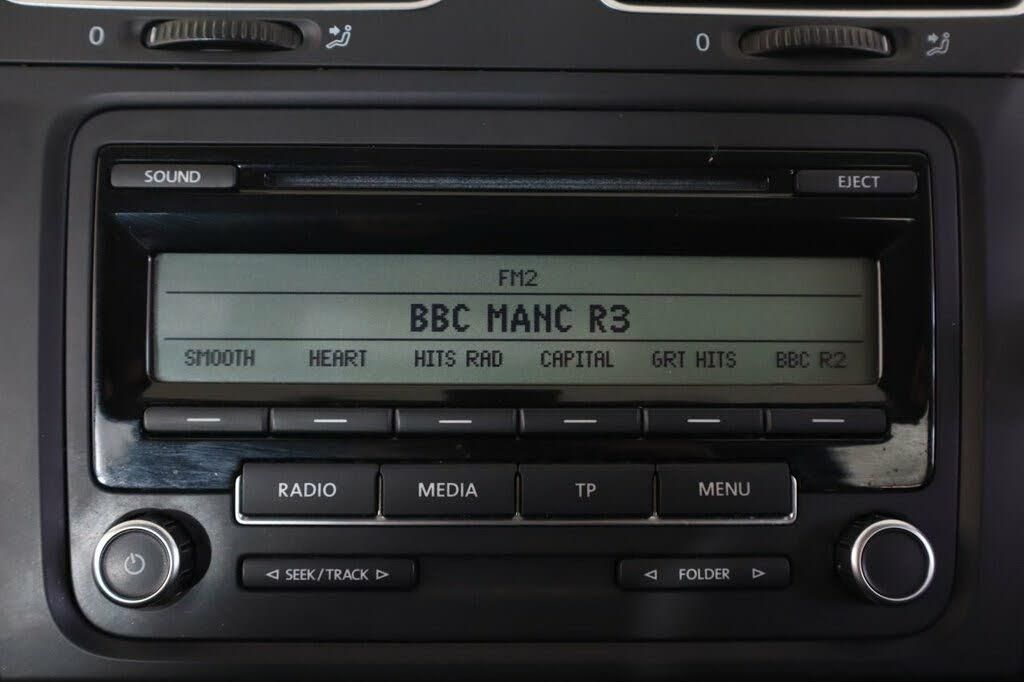 0 0
SOUND EJECT
FM2
BBC MANC R3
SMOOTH HEART HITS RAD CAPITAL GRT HITS BBC R2
RADIO MEDIA TP MENU
SEEK/TRACK FOLDER